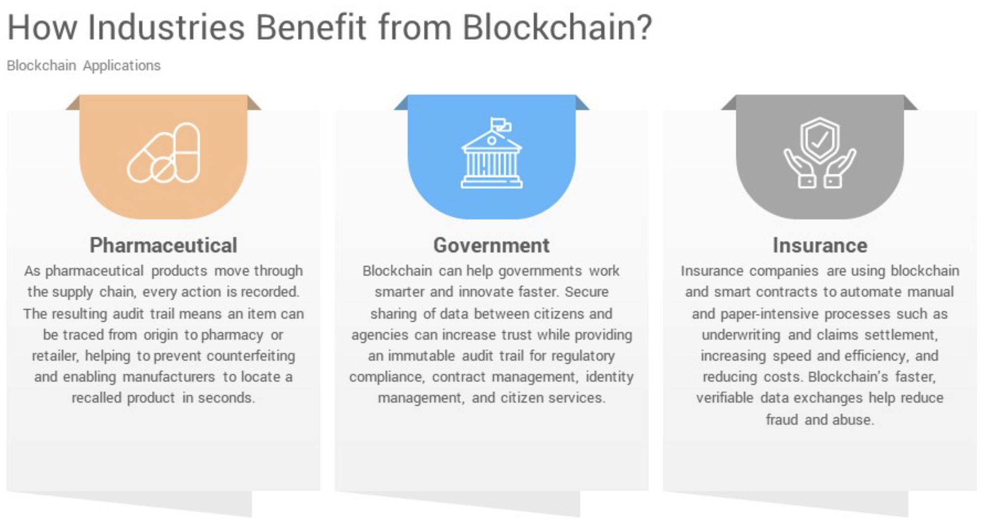 How Industries Benefit from Blockchain?
Blockchain Applications
Pharmaceutical
As pharmaceutical products move through
the supply chain, every action is recorded.
The resulting audit trail means an item can
be traced from origin to pharmacy or
retailer, helping to prevent counterfeiting
and enabling manufacturers to locate a
recalled product in seconds.
Government
Blockchain can help governments work
smarter and innovate faster. Secure
sharing of data between citizens and
agencies can increase trust while providing
an immutable audit trail for regulatory
compliance, contract management, identity
management, and citizen services.
Insurance
Insurance companies are using blockchain
and smart contracts to automate manual
and paper-intensive processes such as
underwriting and claims settlement,
increasing speed and efficiency, and
reducing costs. Blockchain's faster,
verifiable data exchanges help reduce
fraud and abuse.